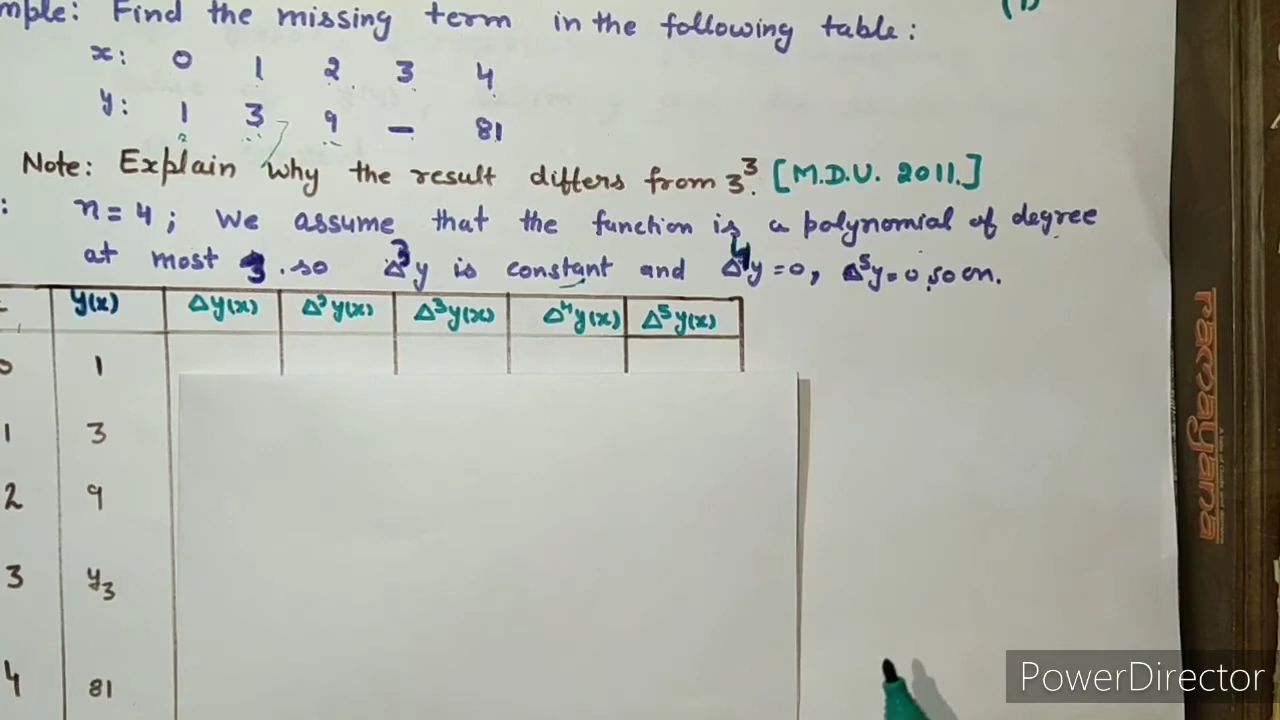 mple: Find the missing term in the following table:
(1)
x: 0 1 2 3 4
y: 1 3 9 – 81
Note: Explain why the result differs from 3³. [M.D.U. 2011.]
: n = 4; We assume that the function is a polynomial of degree
at most 3. so Δ³y is constant and Δ⁴y = 0, Δ⁵y = 0 so on.
y(x) Δy(x) Δ²y(x) Δ³y(x) Δ⁴y(x) Δ⁵y(x)
0 1
1 3
2 9
3 y₃
4 81
ramayana
PowerDirector